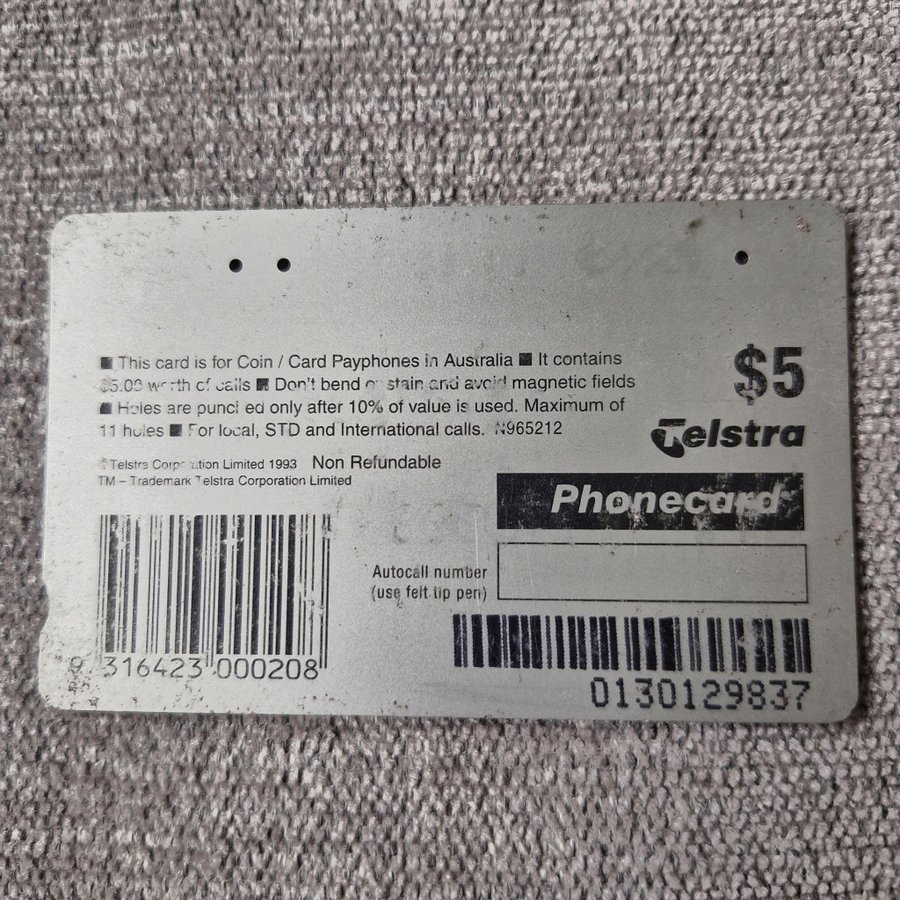 ■ This card is for Coin / Card Payphones in Australia ■ It contains
$5.00 worth of calls ■ Don't bend or stain and avoid magnetic fields
■ Holes are punched only after 10% of value is used. Maximum of
11 holes ■ For local, STD and International calls. N965212
© Telstra Corporation Limited 1993 Non Refundable
TM – Trademark Telstra Corporation Limited
$5
Telstra
Phonecard
Autocall number
(use felt tip pen)
9 316423 000208
0130129837